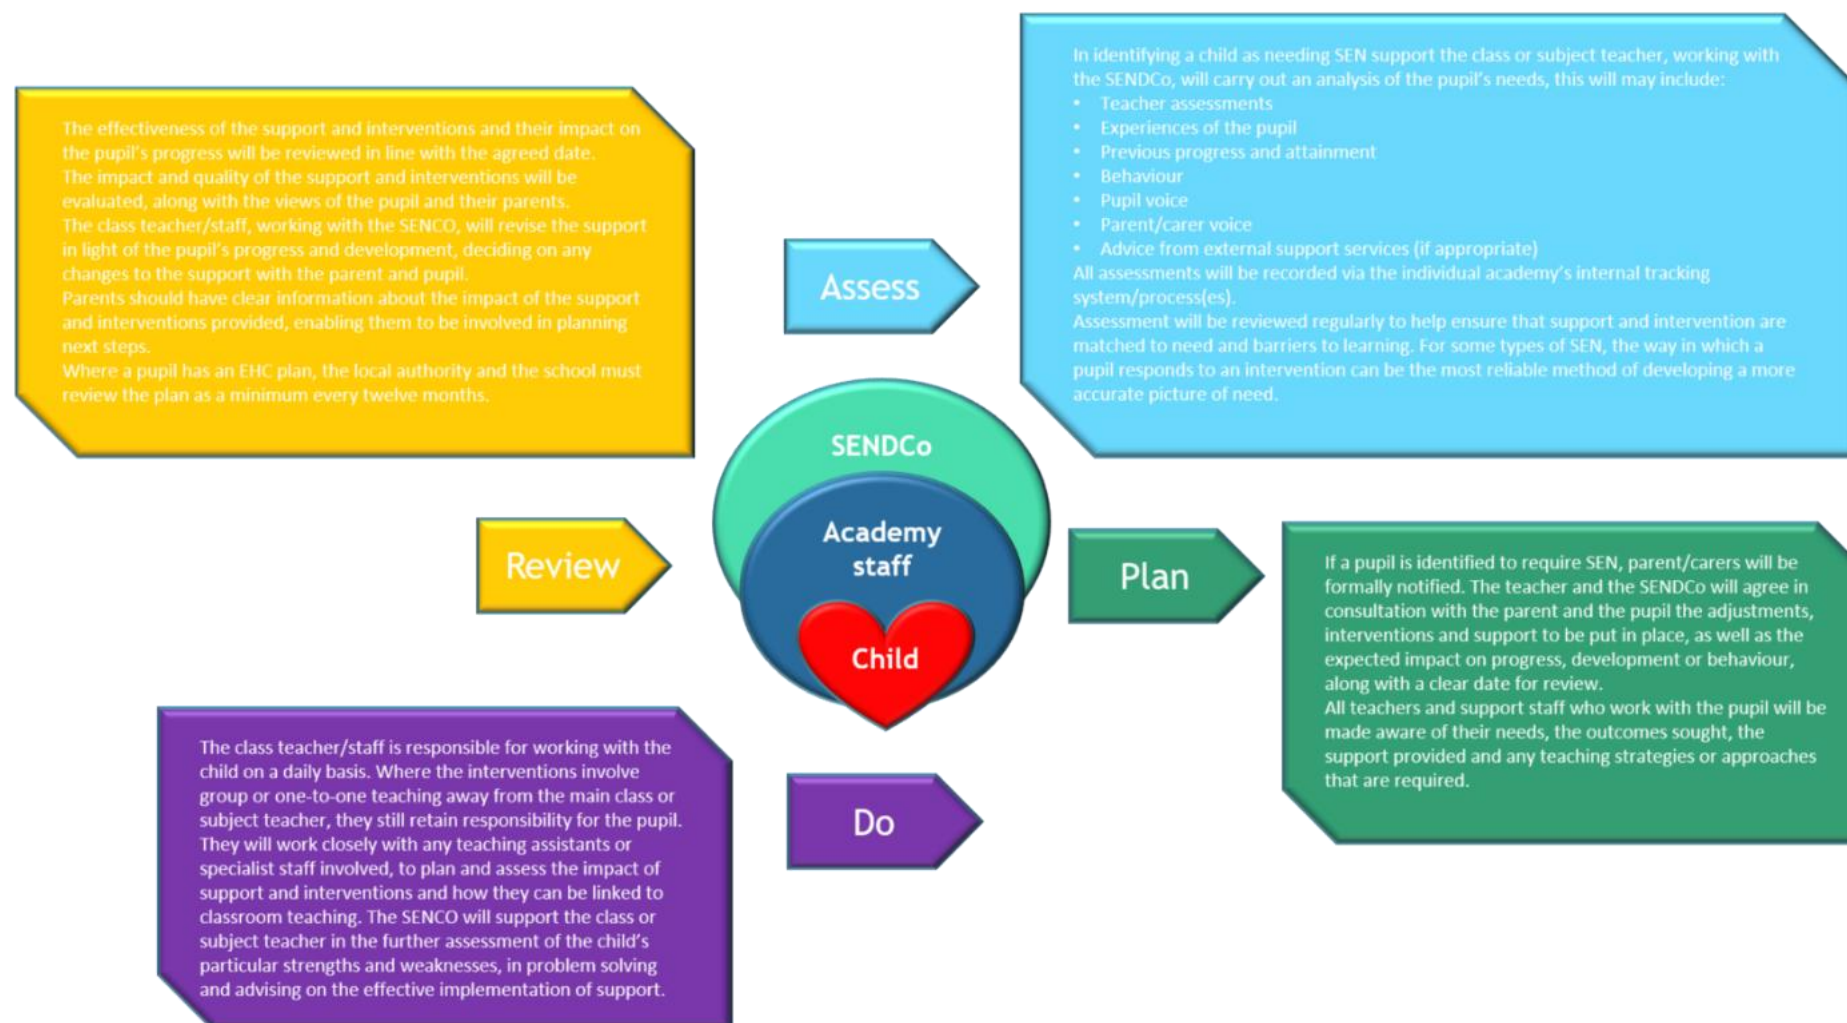 In identifying a child as needing SEN support the class or subject teacher, working with
the SENDCo, will carry out an analysis of the pupil's needs, this will may include:
• Teacher assessments
• Experiences of the pupil
• Previous progress and attainment
• Behaviour
• Pupil voice
• Parent/carer voice
• Advice from external support services (if appropriate)
All assessments will be recorded via the individual academy's internal tracking
system/process(es).
Assessment will be reviewed regularly to help ensure that support and intervention are
matched to need and barriers to learning. For some types of SEN, the way in which a
pupil responds to an intervention can be the most reliable method of developing a more
accurate picture of need.
The effectiveness of the support and interventions and their impact on
the pupil's progress will be reviewed in line with the agreed date.
The impact and quality of the support and interventions will be
evaluated, along with the views of the pupil and their parents.
The class teacher/staff, working with the SENCO, will revise the support
in light of the pupil's progress and development, deciding on any
changes to the support with the parent and pupil.
Parents should have clear information about the impact of the support
and interventions provided, enabling them to be involved in planning
next steps.
Where a pupil has an EHC plan, the local authority and the school must
review the plan as a minimum every twelve months.
Assess
SENDCo
Academy
staff
Child
Review
Plan
If a pupil is identified to require SEN, parent/carers will be
formally notified. The teacher and the SENDCo will agree in
consultation with the parent and the pupil the adjustments,
interventions and support to be put in place, as well as the
expected impact on progress, development or behaviour,
along with a clear date for review.
All teachers and support staff who work with the pupil will be
made aware of their needs, the outcomes sought, the
support provided and any teaching strategies or approaches
that are required.
The class teacher/staff is responsible for working with the
child on a daily basis. Where the interventions involve
group or one-to-one teaching away from the main class or
subject teacher, they still retain responsibility for the pupil.
They will work closely with any teaching assistants or
specialist staff involved, to plan and assess the impact of
support and interventions and how they can be linked to
classroom teaching. The SENCO will support the class or
subject teacher in the further assessment of the child's
particular strengths and weaknesses, in problem solving
and advising on the effective implementation of support.
Do